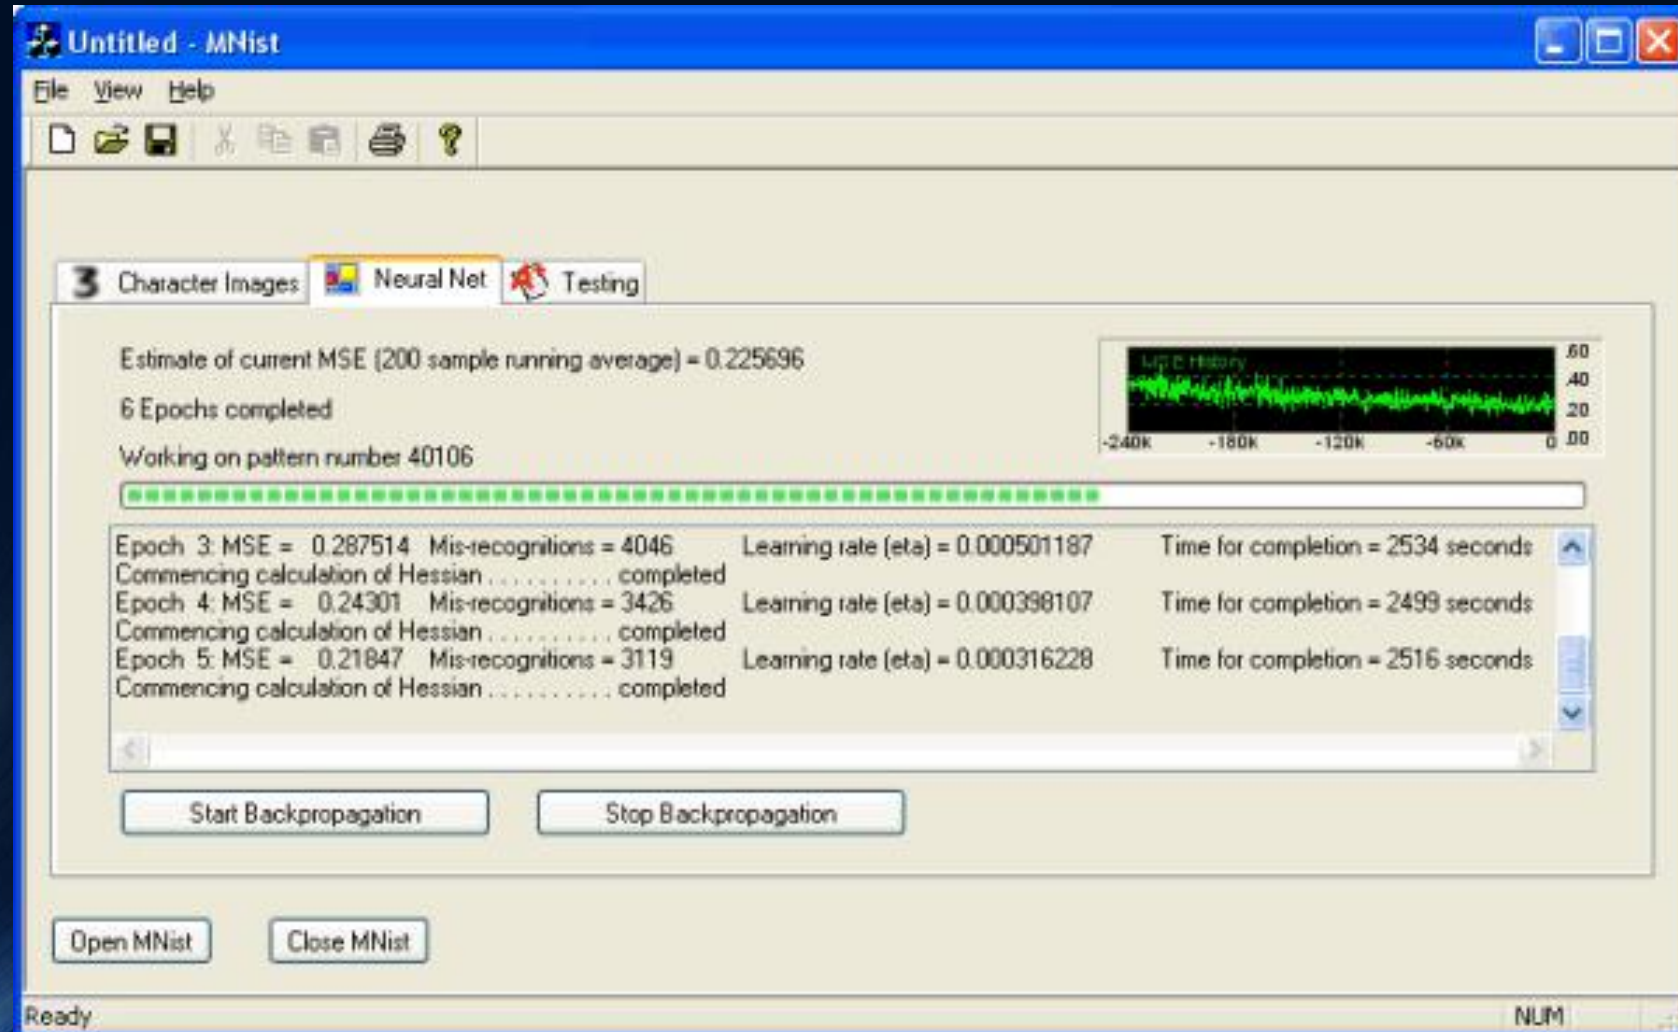 Untitled - MNist
File View Help
3 Character Images Neural Net Testing
Estimate of current MSE (200 sample running average) = 0.225696
6 Epochs completed
Working on pattern number 40106
MSE History
.60
.40
.20
.00
-240k -180k -120k -60k 0
Epoch 3: MSE = 0.287514 Mis-recognitions = 4046 Learning rate (eta) = 0.000501187 Time for completion = 2534 seconds
Commencing calculation of Hessian . . . . . . . . . . completed
Epoch 4: MSE = 0.24301 Mis-recognitions = 3426 Learning rate (eta) = 0.000398107 Time for completion = 2499 seconds
Commencing calculation of Hessian . . . . . . . . . . completed
Epoch 5: MSE = 0.21847 Mis-recognitions = 3119 Learning rate (eta) = 0.000316228 Time for completion = 2516 seconds
Commencing calculation of Hessian . . . . . . . . . . completed
Start Backpropagation Stop Backpropagation
Open MNist Close MNist
Ready NUM